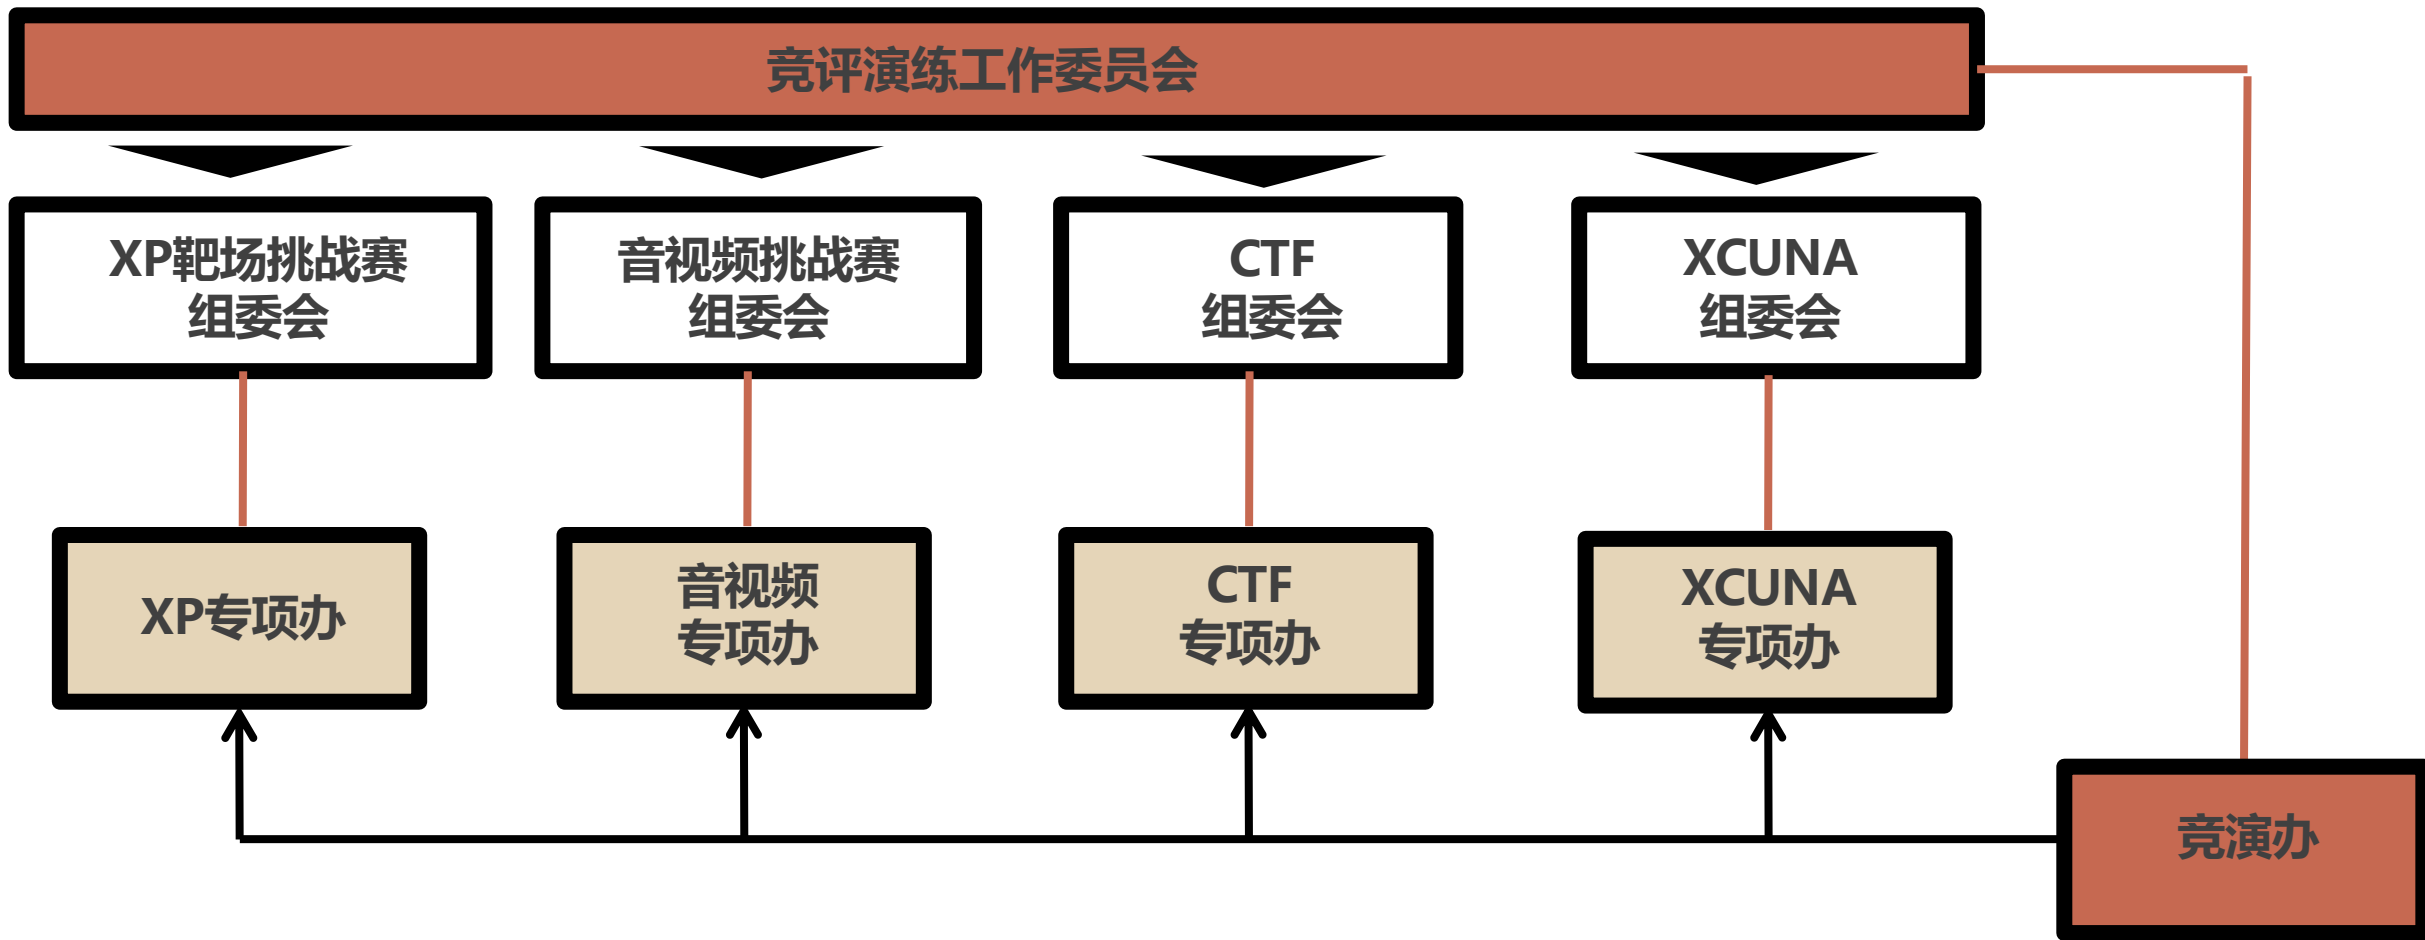 竞评演练工作委员会
XP靶场挑战赛
组委会
音视频挑战赛
组委会
CTF
组委会
XCUNA
组委会
XP专项办
音视频
专项办
CTF
专项办
XCUNA
专项办
竞演办